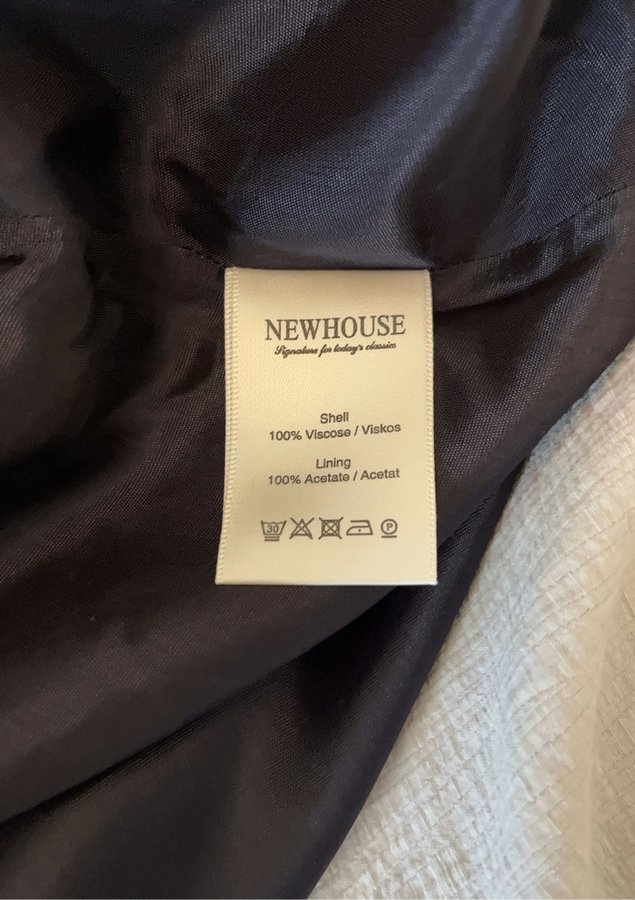 NEWHOUSE
Signature for today's classics
Shell
100% Viscose / Viskos
Lining
100% Acetate / Acetat
30 P